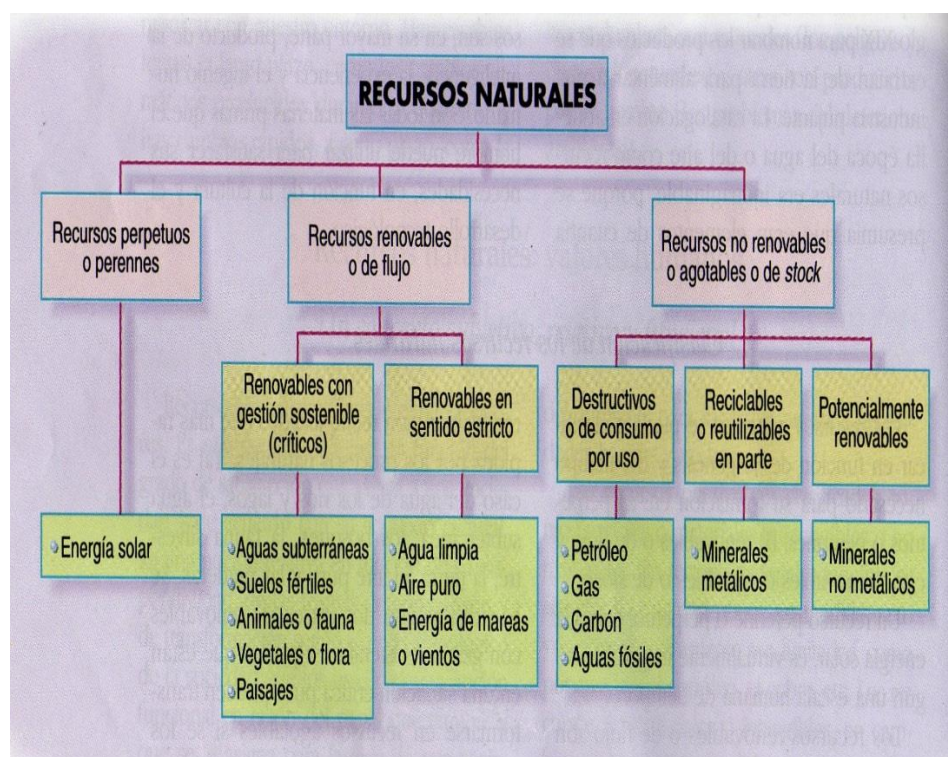 RECURSOS NATURALES
Recursos perpetuos
o perennes
Recursos renovables
o de flujo
Recursos no renovables
o agotables o de stock
Renovables con
gestión sostenible
(críticos)
Renovables en
sentido estricto
Destructivos
o de consumo
por uso
Reciclables
o reutilizables
en parte
Potencialmente
renovables
Energía solar
Aguas subterráneas
Suelos fértiles
Animales o fauna
Vegetales o flora
Paisajes
Agua limpia
Aire puro
Energía de mareas
o vientos
Petróleo
Gas
Carbón
Aguas fósiles
Minerales
metálicos
Minerales
no metálicos